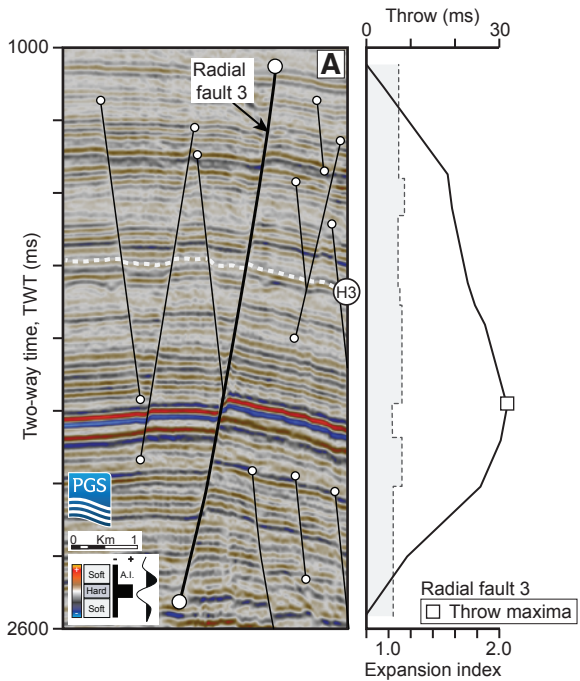 Throw (ms)
0 30
1000
A
Radial
fault 3
Two-way time, TWT (ms)
H3
PGS
0 Km 1
- +
+ Soft A.I.
Hard
- Soft
2600
Radial fault 3
Throw maxima
1.0 2.0
Expansion index